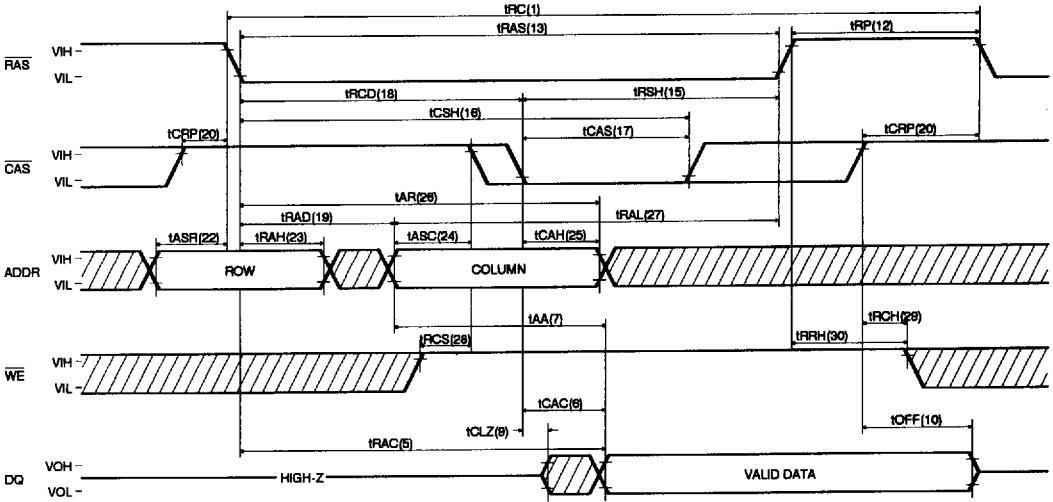 tRC(1)
tRAS(13)
tRP(12)
VIH
RAS
VIL
tRCD(18)
tRSH(15)
tCSH(16)
tCRP(20)
tCAS(17)
tCRP(20)
VIH
CAS
VIL
tAR(26)
tRAD(19)
tRAL(27)
tASR(22)
tRAH(23)
tASC(24)
tCAH(25)
VIH
ADDR
ROW
COLUMN
VIL
tAA(7)
tRCH(29)
tRCS(28)
tRRH(30)
VIH
WE
VIL
tCAC(6)
tCLZ(9)
tOFF(10)
tRAC(5)
VOH
DQ
HIGH-Z
VALID DATA
VOL